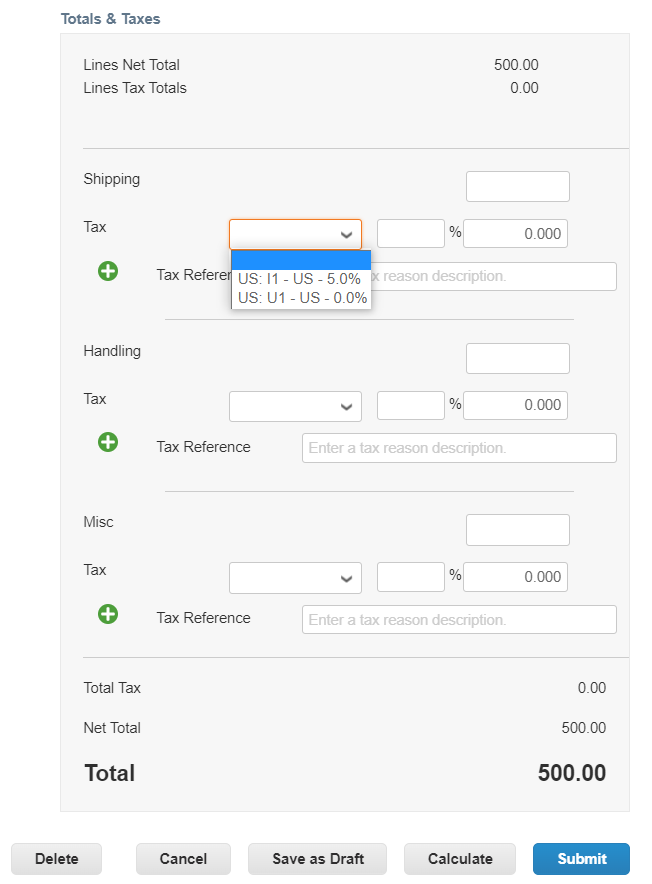 Totals & Taxes
Lines Net Total 500.00
Lines Tax Totals 0.00
Shipping
Tax % 0.000
US: I1 - US - 5.0%
US: U1 - US - 0.0%
Tax Referen x reason description.
Handling
Tax % 0.000
Tax Reference Enter a tax reason description.
Misc
Tax % 0.000
Tax Reference Enter a tax reason description.
Total Tax 0.00
Net Total 500.00
Total 500.00
Delete Cancel Save as Draft Calculate Submit